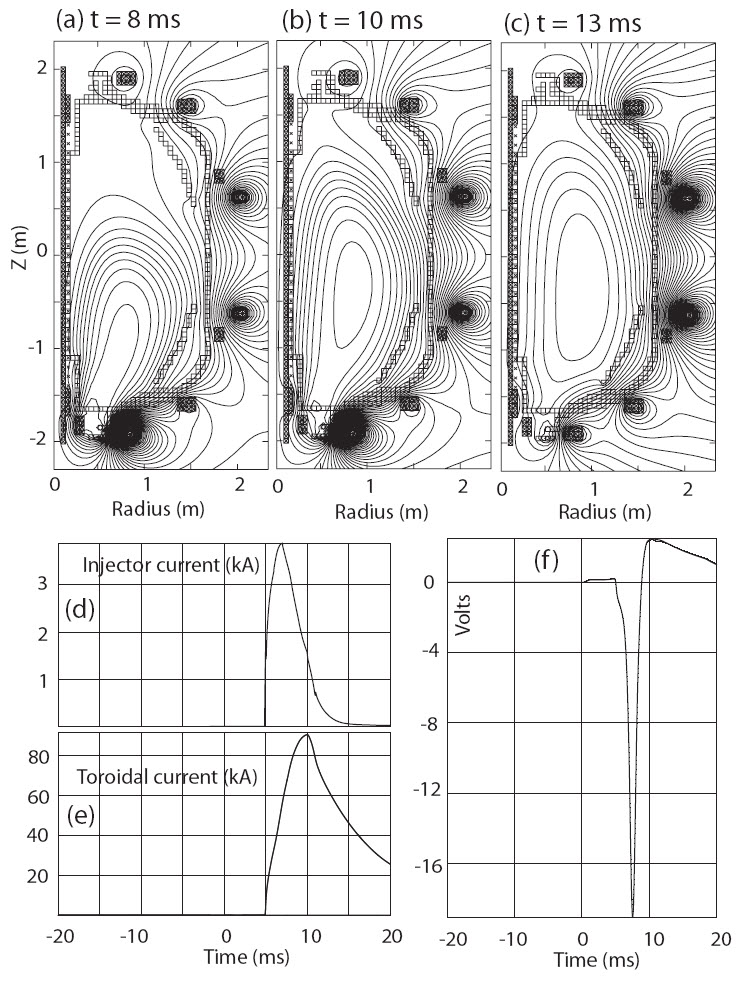 (a) t = 8 ms
(b) t = 10 ms
(c) t = 13 ms
2
1
0
-1
-2
Z (m)
0 1 2
0 1 2
0 1 2
Radius (m)
Radius (m)
Radius (m)
Injector current (kA)
(d)
3
2
1
Toroidal current (kA)
(e)
80
60
40
20
-20 -10 0 10 20
Time (ms)
(f)
Volts
0
-4
-8
-12
-16
-20 -10 0 10 20
Time (ms)